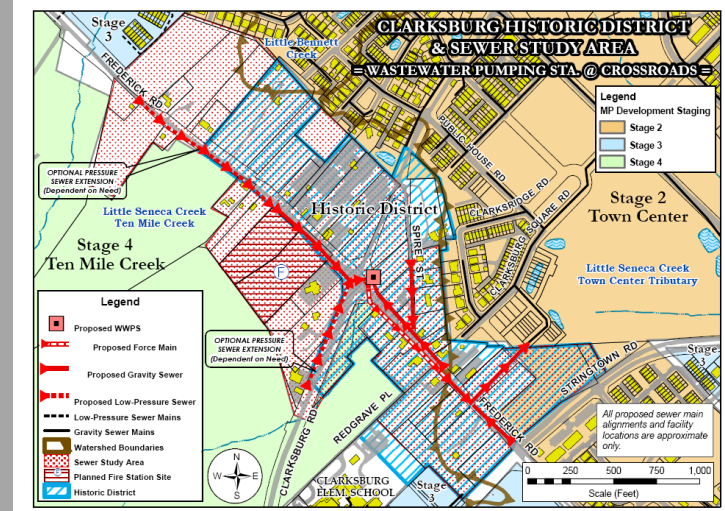 CLARKSBURG HISTORIC DISTRICT
& SEWER STUDY AREA
= WASTEWATER PUMPING STA. @ CROSSROADS =
Stage
3
Little Bennett
Creek
FREDERICK RD
Legend
MP Development Staging
Stage 2
Stage 3
Stage 4
PUBLIC HOUSE RD
OPTIONAL PRESSURE
SEWER EXTENSION
(Dependent on Need)
CLARKSRIDGE RD
Little Seneca Creek
Ten Mile Creek
Historic District
Stage 2
Town Center
CLARKSBURG SQUARE RD
SPIRE ST.
Stage 4
Ten Mile Creek
F
Little Seneca Creek
Town Center Tributary
Legend
Proposed WWPS
Proposed Force Main
Proposed Gravity Sewer
Proposed Low-Pressure Sewer
Low-Pressure Sewer Mains
Gravity Sewer Mains
Watershed Boundaries
Sewer Study Area
F
Planned Fire Station Site
Historic District
OPTIONAL PRESSURE
SEWER EXTENSION
(Dependent on Need)
STRINGTOWN RD
Stage
3
REDGRAVE PL
FREDERICK RD
CLARKSBURG RD
All proposed sewer main
alignments and facility
locations are approximate
only.
N
W E
S
CLARKSBURG
ELEM. SCHOOL
Stage
3
0 250 500 750 1,000
Scale (Feet)